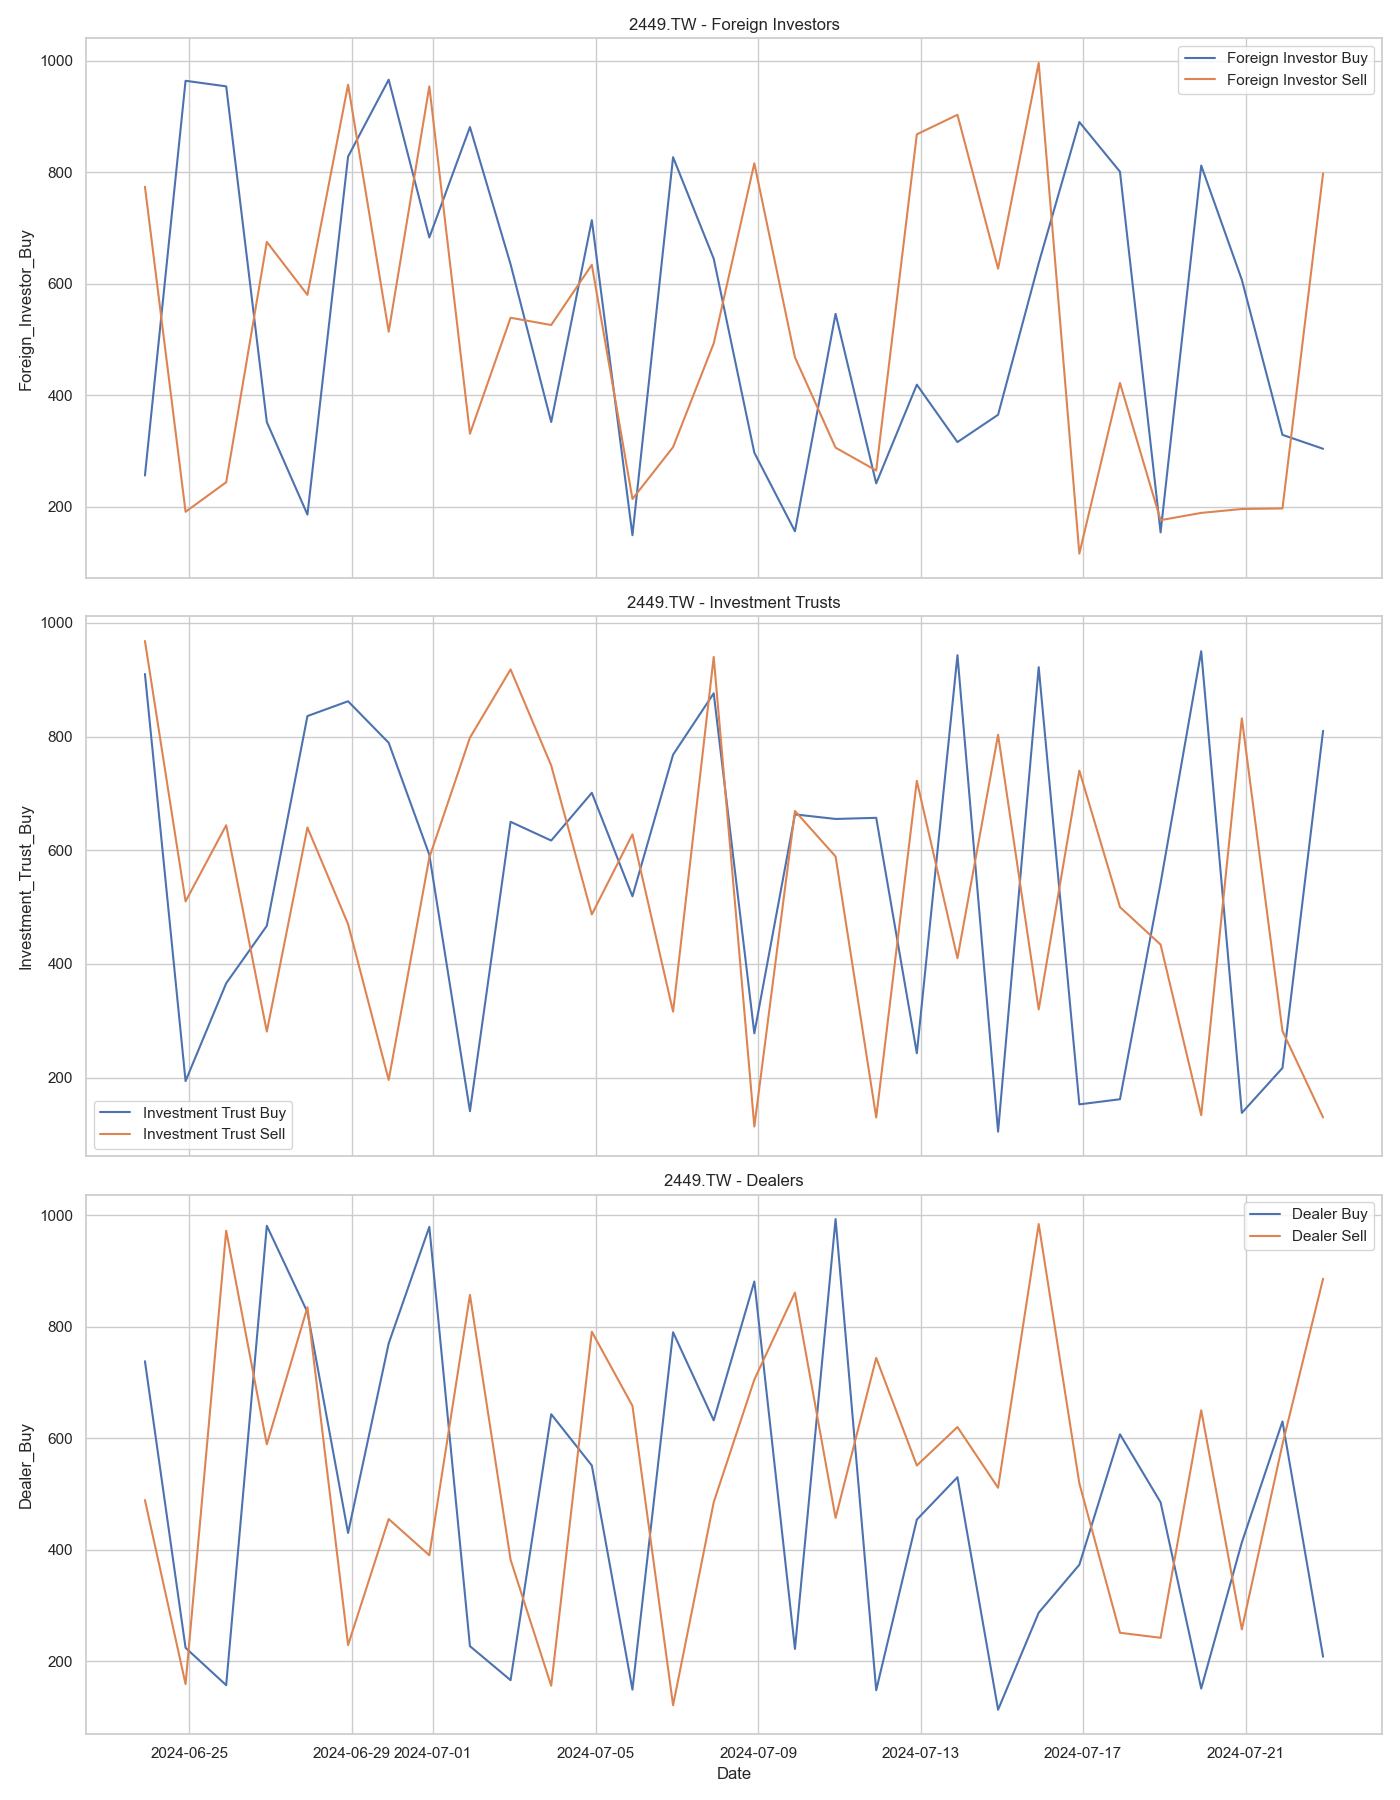 2449.TW - Foreign Investors
Foreign Investor Buy
Foreign Investor Sell
Foreign_Investor_Buy
1000
800
600
400
200
2449.TW - Investment Trusts
Investment_Trust_Buy
1000
800
600
400
200
Investment Trust Buy
Investment Trust Sell
2449.TW - Dealers
Dealer Buy
Dealer Sell
Dealer_Buy
1000
800
600
400
200
2024-06-25 2024-06-29 2024-07-01 2024-07-05 2024-07-09 2024-07-13 2024-07-17 2024-07-21
Date